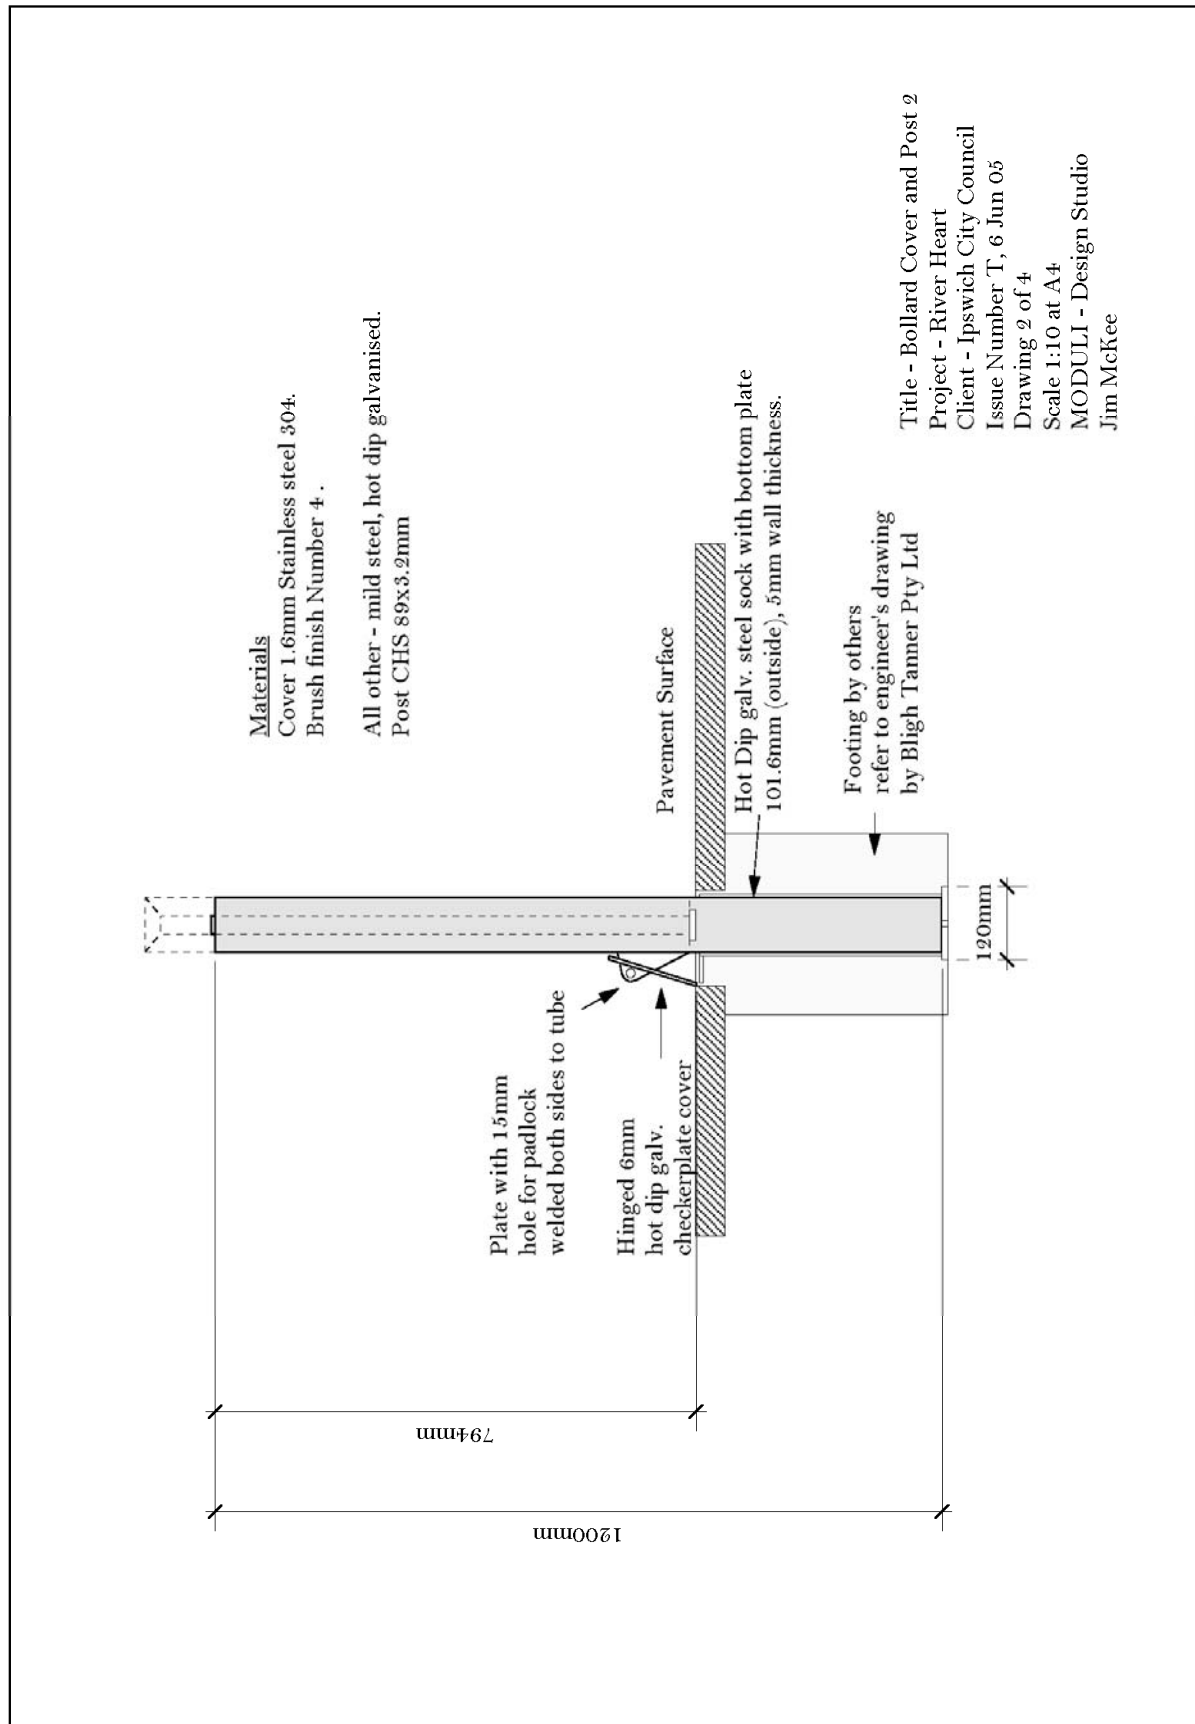 Materials
Cover 1.6mm Stainless steel 304.
Brush finish Number 4 .
All other - mild steel, hot dip galvanised.
Post CHS 89x3.2mm
Plate with 15mm
hole for padlock
welded both sides to tube
Hinged 6mm
hot dip galv.
checkerplate cover
Pavement Surface
Hot Dip galv. steel sock with bottom plate
101.6mm (outside), 5mm wall thickness.
Footing by others
refer to engineer's drawing
by Bligh Tanner Pty Ltd
794mm
1200mm
120mm
Title - Bollard Cover and Post 2
Project - River Heart
Client - Ipswich City Council
Issue Number T, 6 Jun 05
Drawing 2 of 4
Scale 1:10 at A4
MODULI - Design Studio
Jim McKee